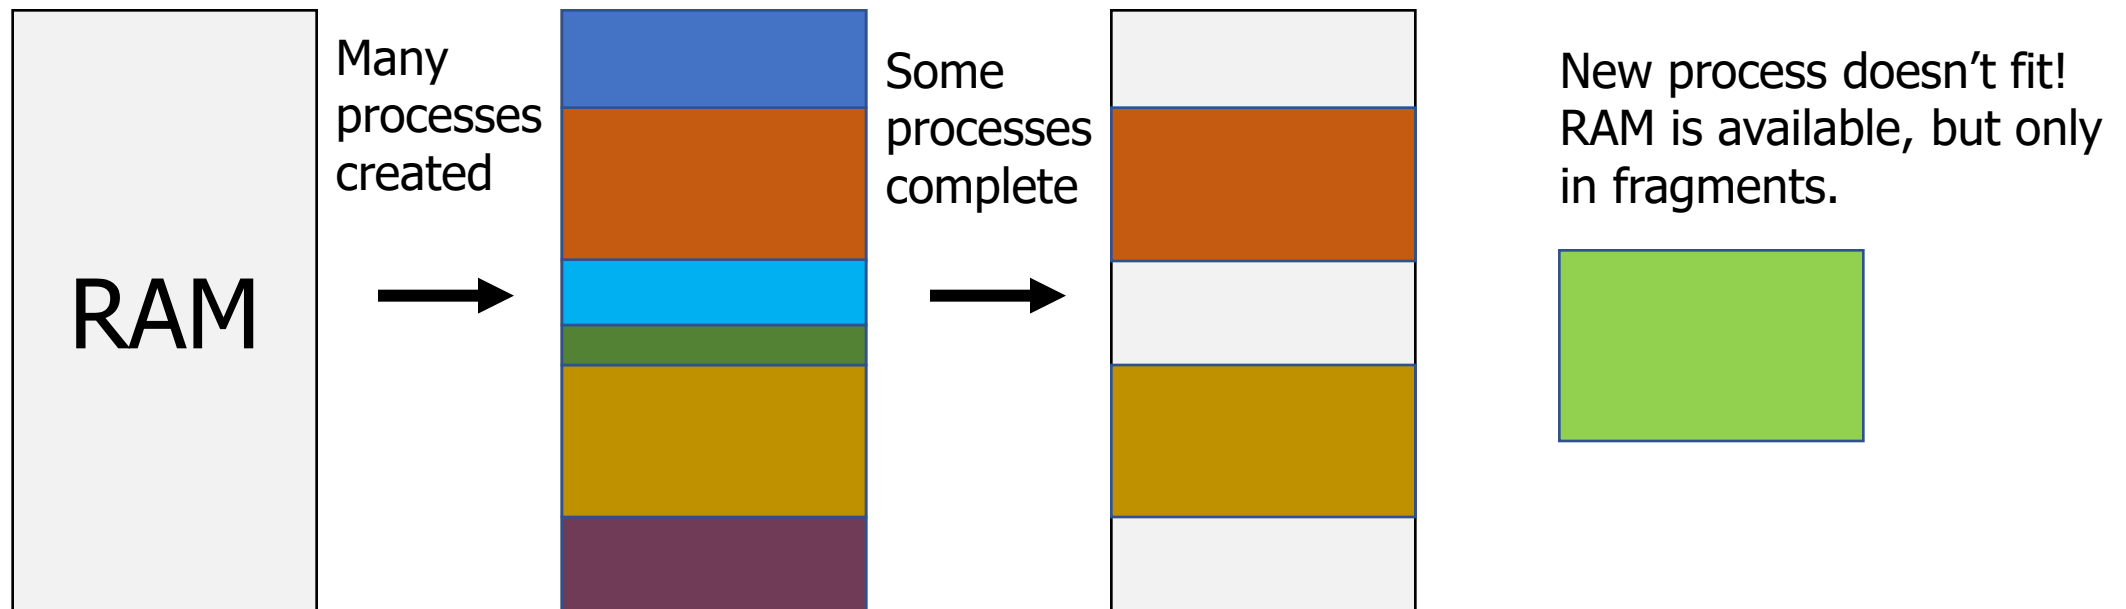 RAM
Many
processes
created
Some
processes
complete
New process doesn’t fit!
RAM is available, but only
in fragments.